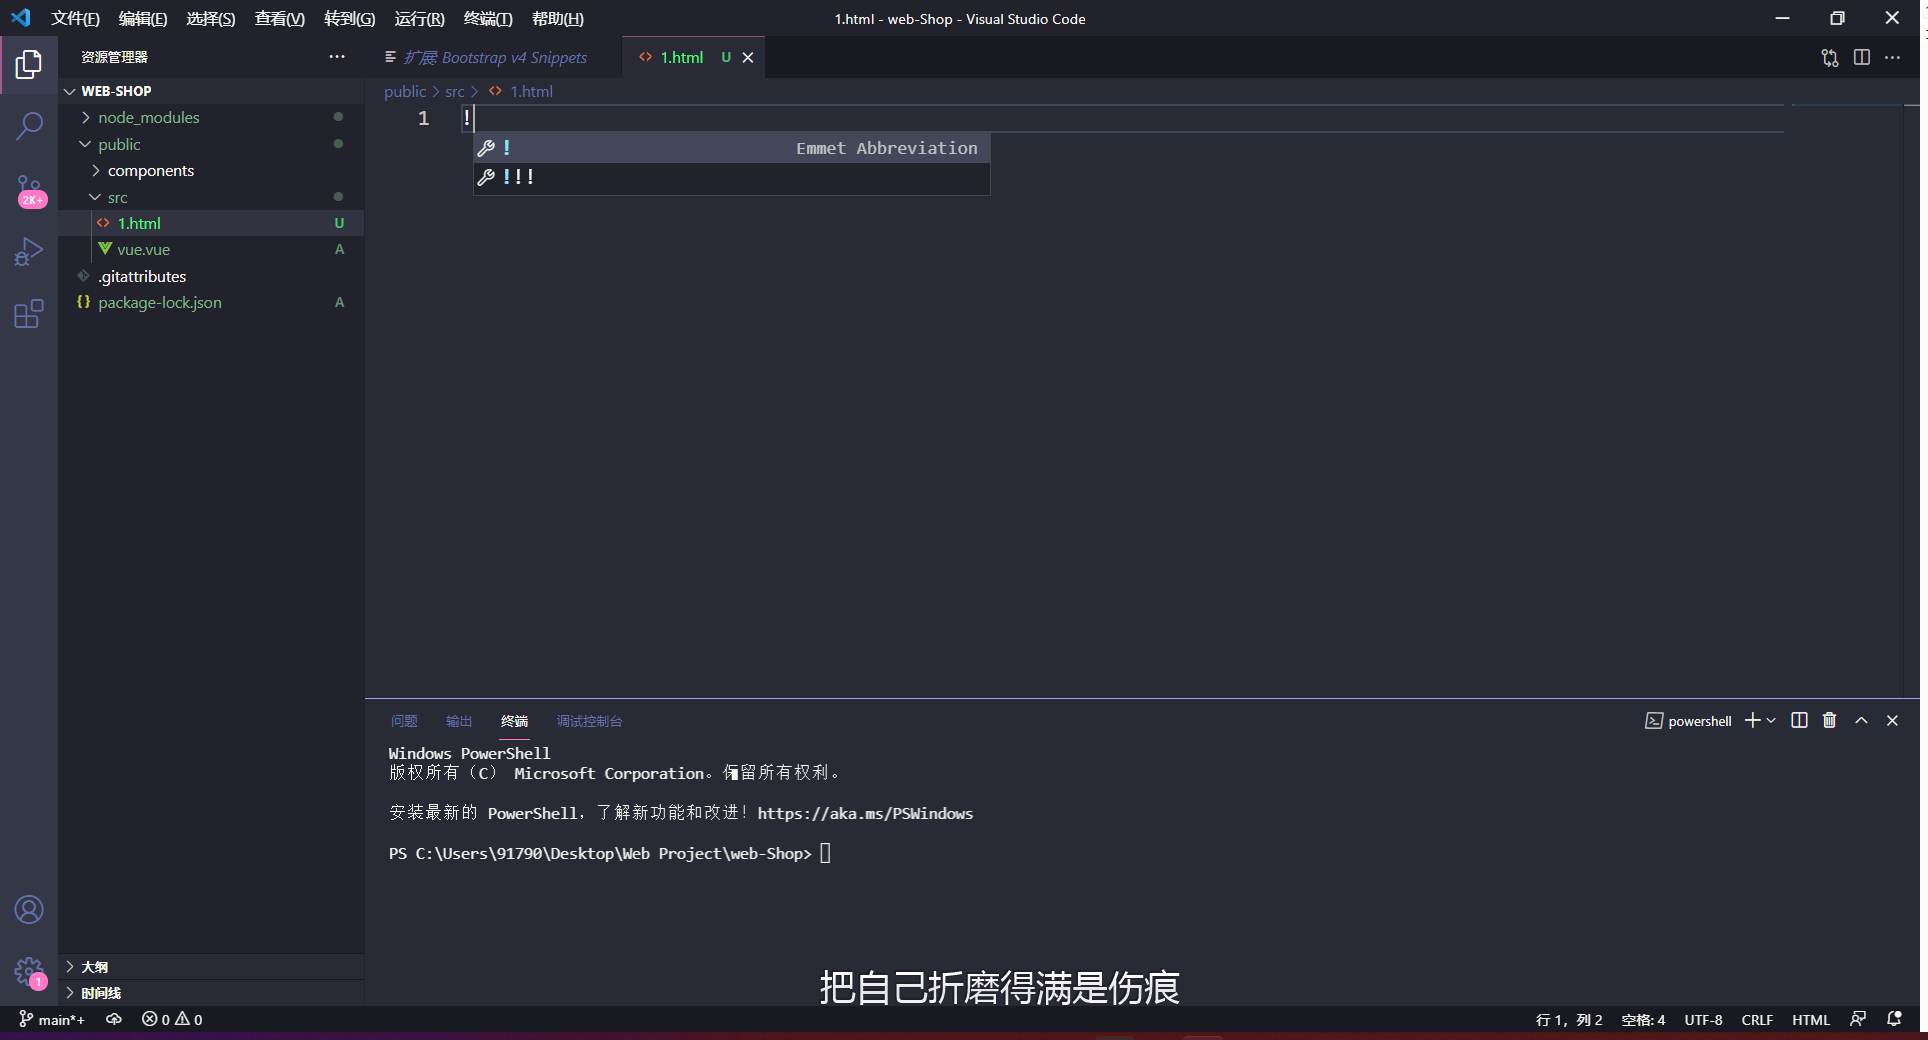 文件(F) 编辑(E) 选择(S) 查看(V) 转到(G) 运行(R) 终端(T) 帮助(H) 1.html - web-Shop - Visual Studio Code
资源管理器 ··· 扩展 Bootstrap v4 Snippets 1.html U
WEB-SHOP
public > src > 1.html
node_modules
1 !
public
! Emmet Abbreviation
components
!!!
src
2K+
1.html U
vue.vue A
.gitattributes
package-lock.json A
问题 输出 终端 调试控制台 powershell
Windows PowerShell
版权所有（C） Microsoft Corporation。保留所有权利。
安装最新的 PowerShell，了解新功能和改进！https://aka.ms/PSWindows
PS C:\Users\91790\Desktop\Web Project\web-Shop>
大纲
1
时间线
把自己折磨得满是伤痕
main*+ 0 0 行 1，列 2 空格: 4 UTF-8 CRLF HTML